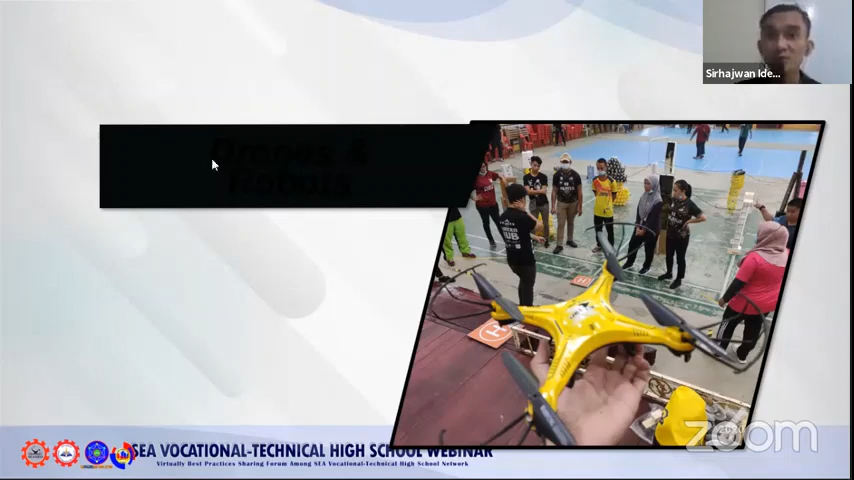 Sirhajwan Ide...
Drones &
Robots
H
H
SEA VOCATIONAL-TECHNICAL HIGH SCHOOL WEBINAR
Virtually Best Practices Sharing Forum Among SEA Vocational-Technical High School Network
zoom